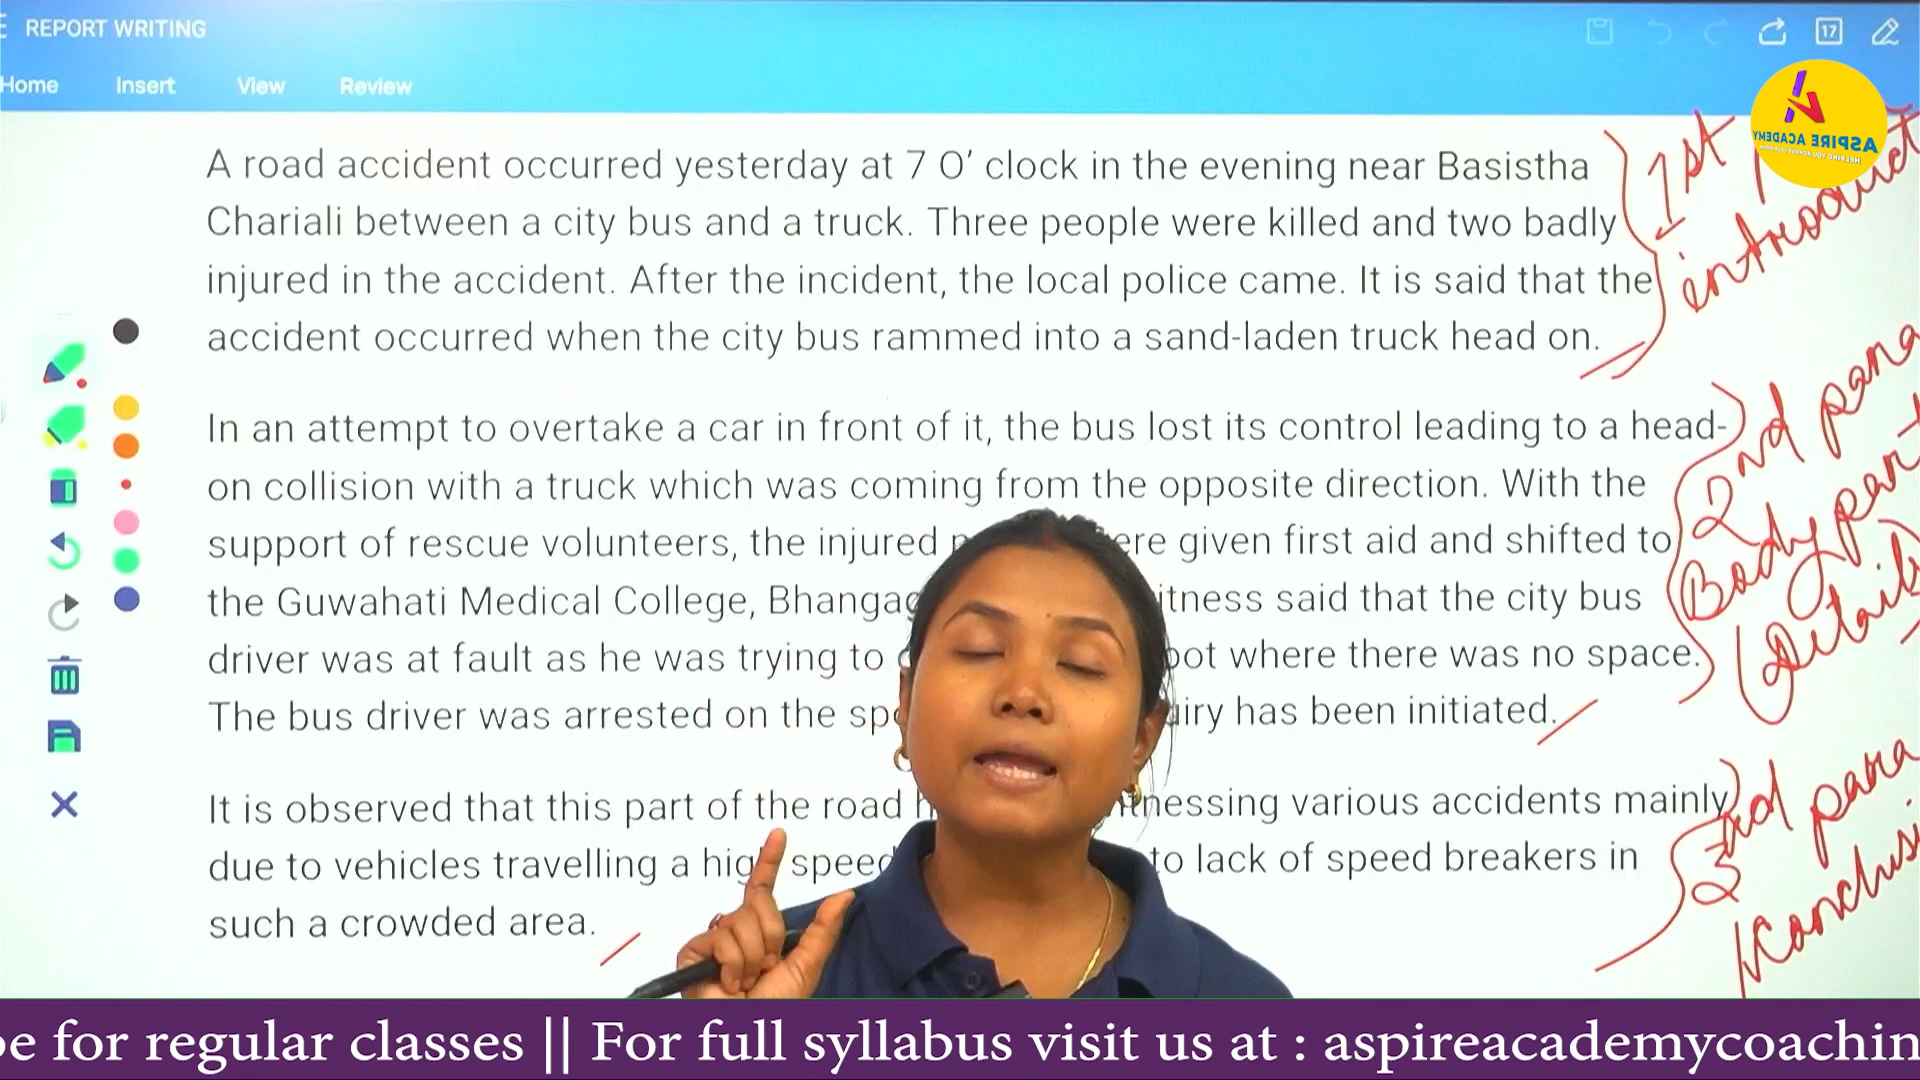 REPORT WRITING
17
Home Insert View Review
ASPIRE ACADEMY
A road accident occurred yesterday at 7 O' clock in the evening near Basistha
Chariali between a city bus and a truck. Three people were killed and two badly
injured in the accident. After the incident, the local police came. It is said that the
accident occurred when the city bus rammed into a sand-laden truck head on.
1st
introduct
In an attempt to overtake a car in front of it, the bus lost its control leading to a head-
on collision with a truck which was coming from the opposite direction. With the
support of rescue volunteers, the injured ere given first aid and shifted to
the Guwahati Medical College, Bhangag itness said that the city bus
driver was at fault as he was trying to pot where there was no space.
The bus driver was arrested on the sp iry has been initiated.
2nd para
Body part
(Details)
It is observed that this part of the road nessing various accidents mainly
due to vehicles travelling a high speed to lack of speed breakers in
such a crowded area.
3rd para
Conclusi
be for regular classes || For full syllabus visit us at : aspireacademycoachin